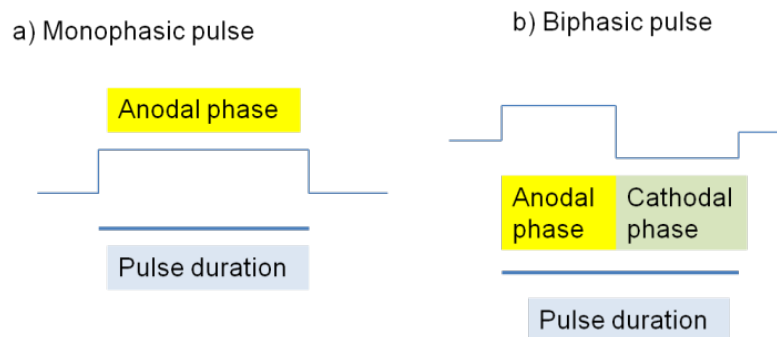 a) Monophasic pulse
Anodal phase
Pulse duration
b) Biphasic pulse
Anodal
phase
Cathodal
phase
Pulse duration